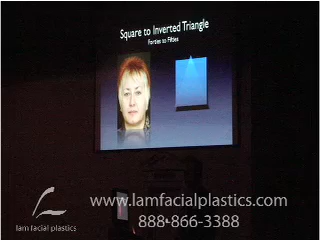 Square to Inverted Triangle
Forties to Fifties
www.lamfacialplastics.com
888-866-3388
lam facial plastics